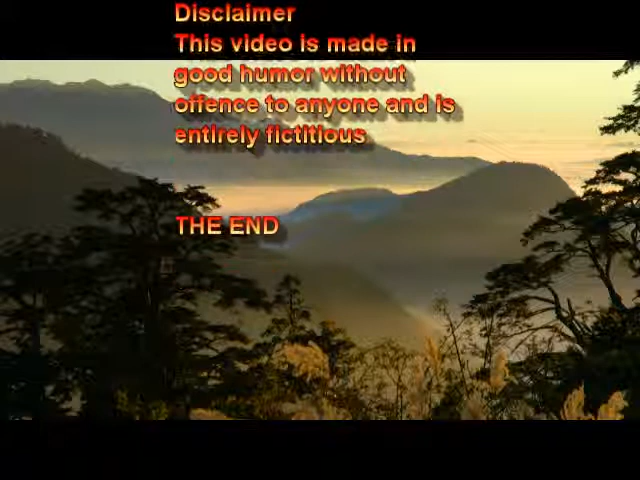 Disclaimer
This video is made in
good humor without
offence to anyone and is
entirely fictitious
THE END